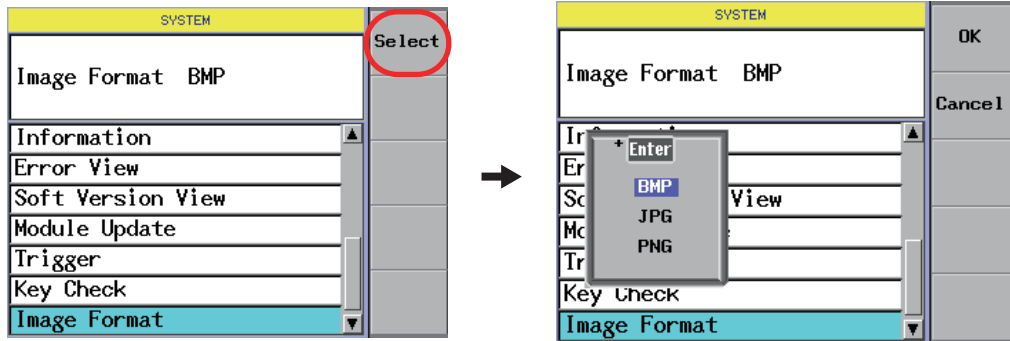 SYSTEM
Select
Image Format BMP
Information
Error View
Soft Version View
Module Update
Trigger
Key Check
Image Format
SYSTEM
OK
Image Format BMP
Cancel
Enter
BMP
View
JPG
PNG
Key Check
Image Format